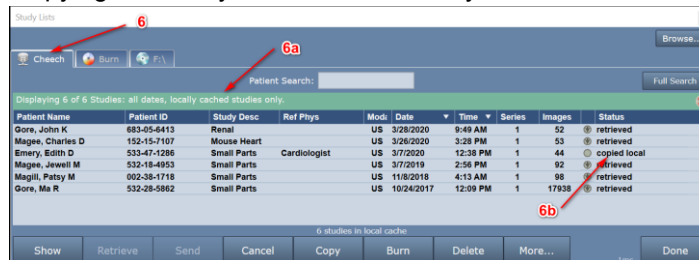 6
Study Lists
Browse...
Cheech Burn F:\
6a
Patient Search:
Full Search
Displaying 6 of 6 Studies: all dates, locally cached studies only.
Patient Name Patient ID Study Desc Ref Phys Moda Date Time Series Images Status
Gore, John K 683-05-6413 Renal US 3/28/2020 9:49 AM 1 52 retrieved
Magee, Charles D 152-15-7107 Mouse Heart US 3/26/2020 3:28 PM 1 53 retrieved
Emery, Edith D 533-47-1286 Small Parts Cardiologist US 3/7/2020 12:38 PM 1 44 copied local
Magee, Jewell M 532-18-4953 Small Parts US 3/7/2019 2:56 PM 1 92 retrieved
Magill, Patsy M 002-38-1718 Small Parts US 11/8/2018 4:13 AM 1 98 retrieved
Gore, Ma R 532-28-5862 Small Parts US 10/24/2017 12:09 PM 1 17938 retrieved
6b
6 studies in local cache
Show Retrieve Send Cancel Copy Burn Delete More... Done